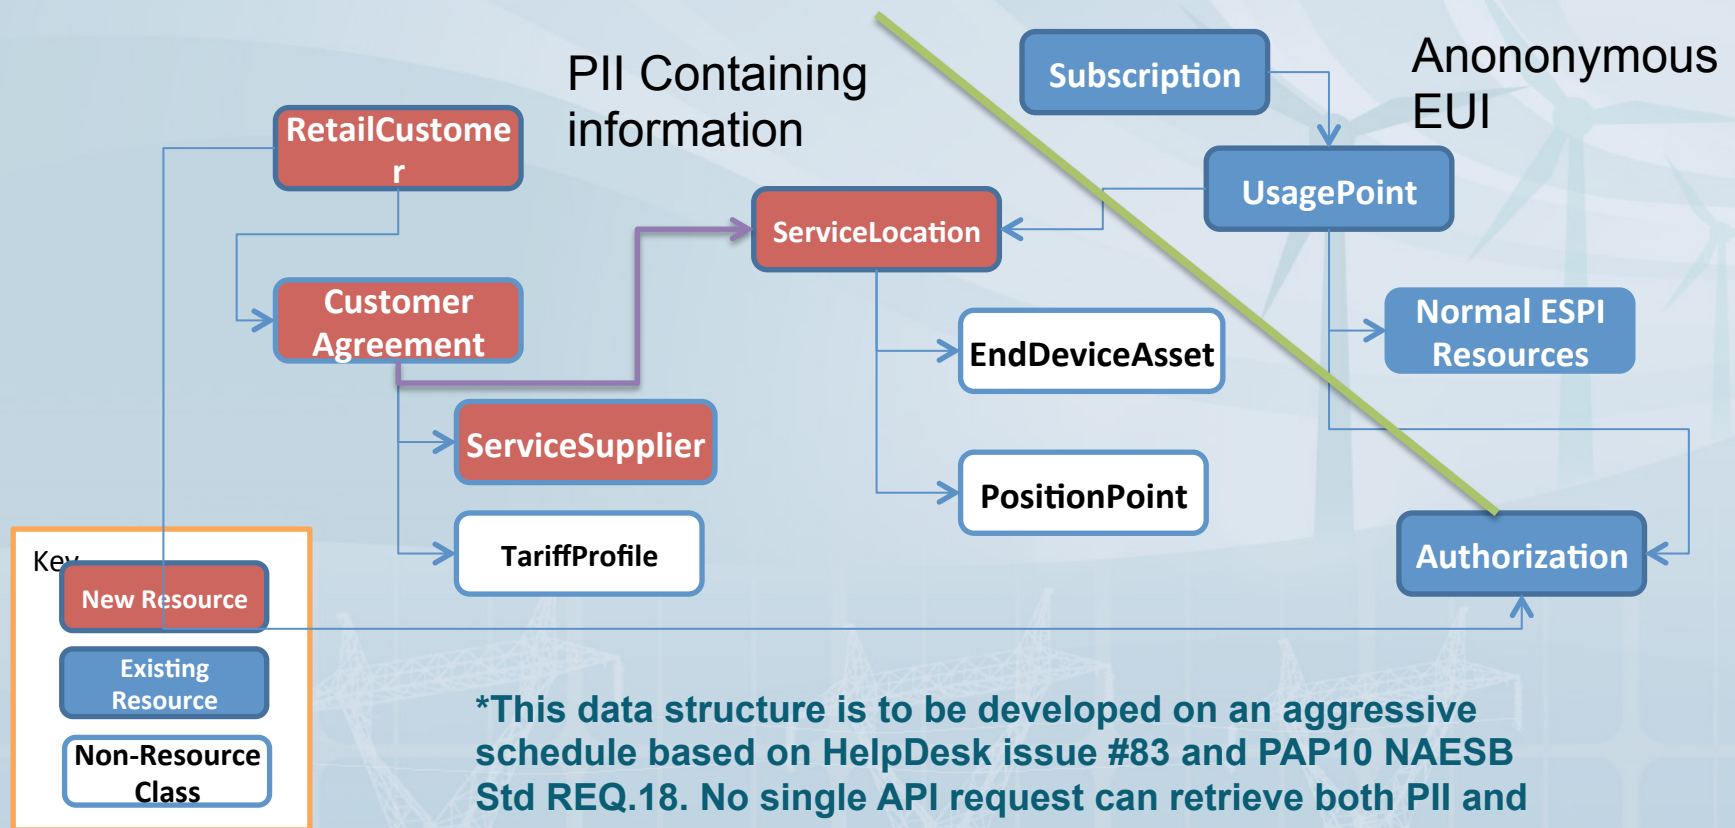 PII Containing
information
Anononymous
EUI
Subscription
RetailCustome
r
UsagePoint
ServiceLocation
Customer
Agreement
Normal ESPI
Resources
EndDeviceAsset
ServiceSupplier
PositionPoint
TariffProfile
Authorization
Key
New Resource
Existing
Resource
Non-Resource
Class
*This data structure is to be developed on an aggressive
schedule based on HelpDesk issue #83 and PAP10 NAESB
Std REQ.18. No single API request can retrieve both PII and